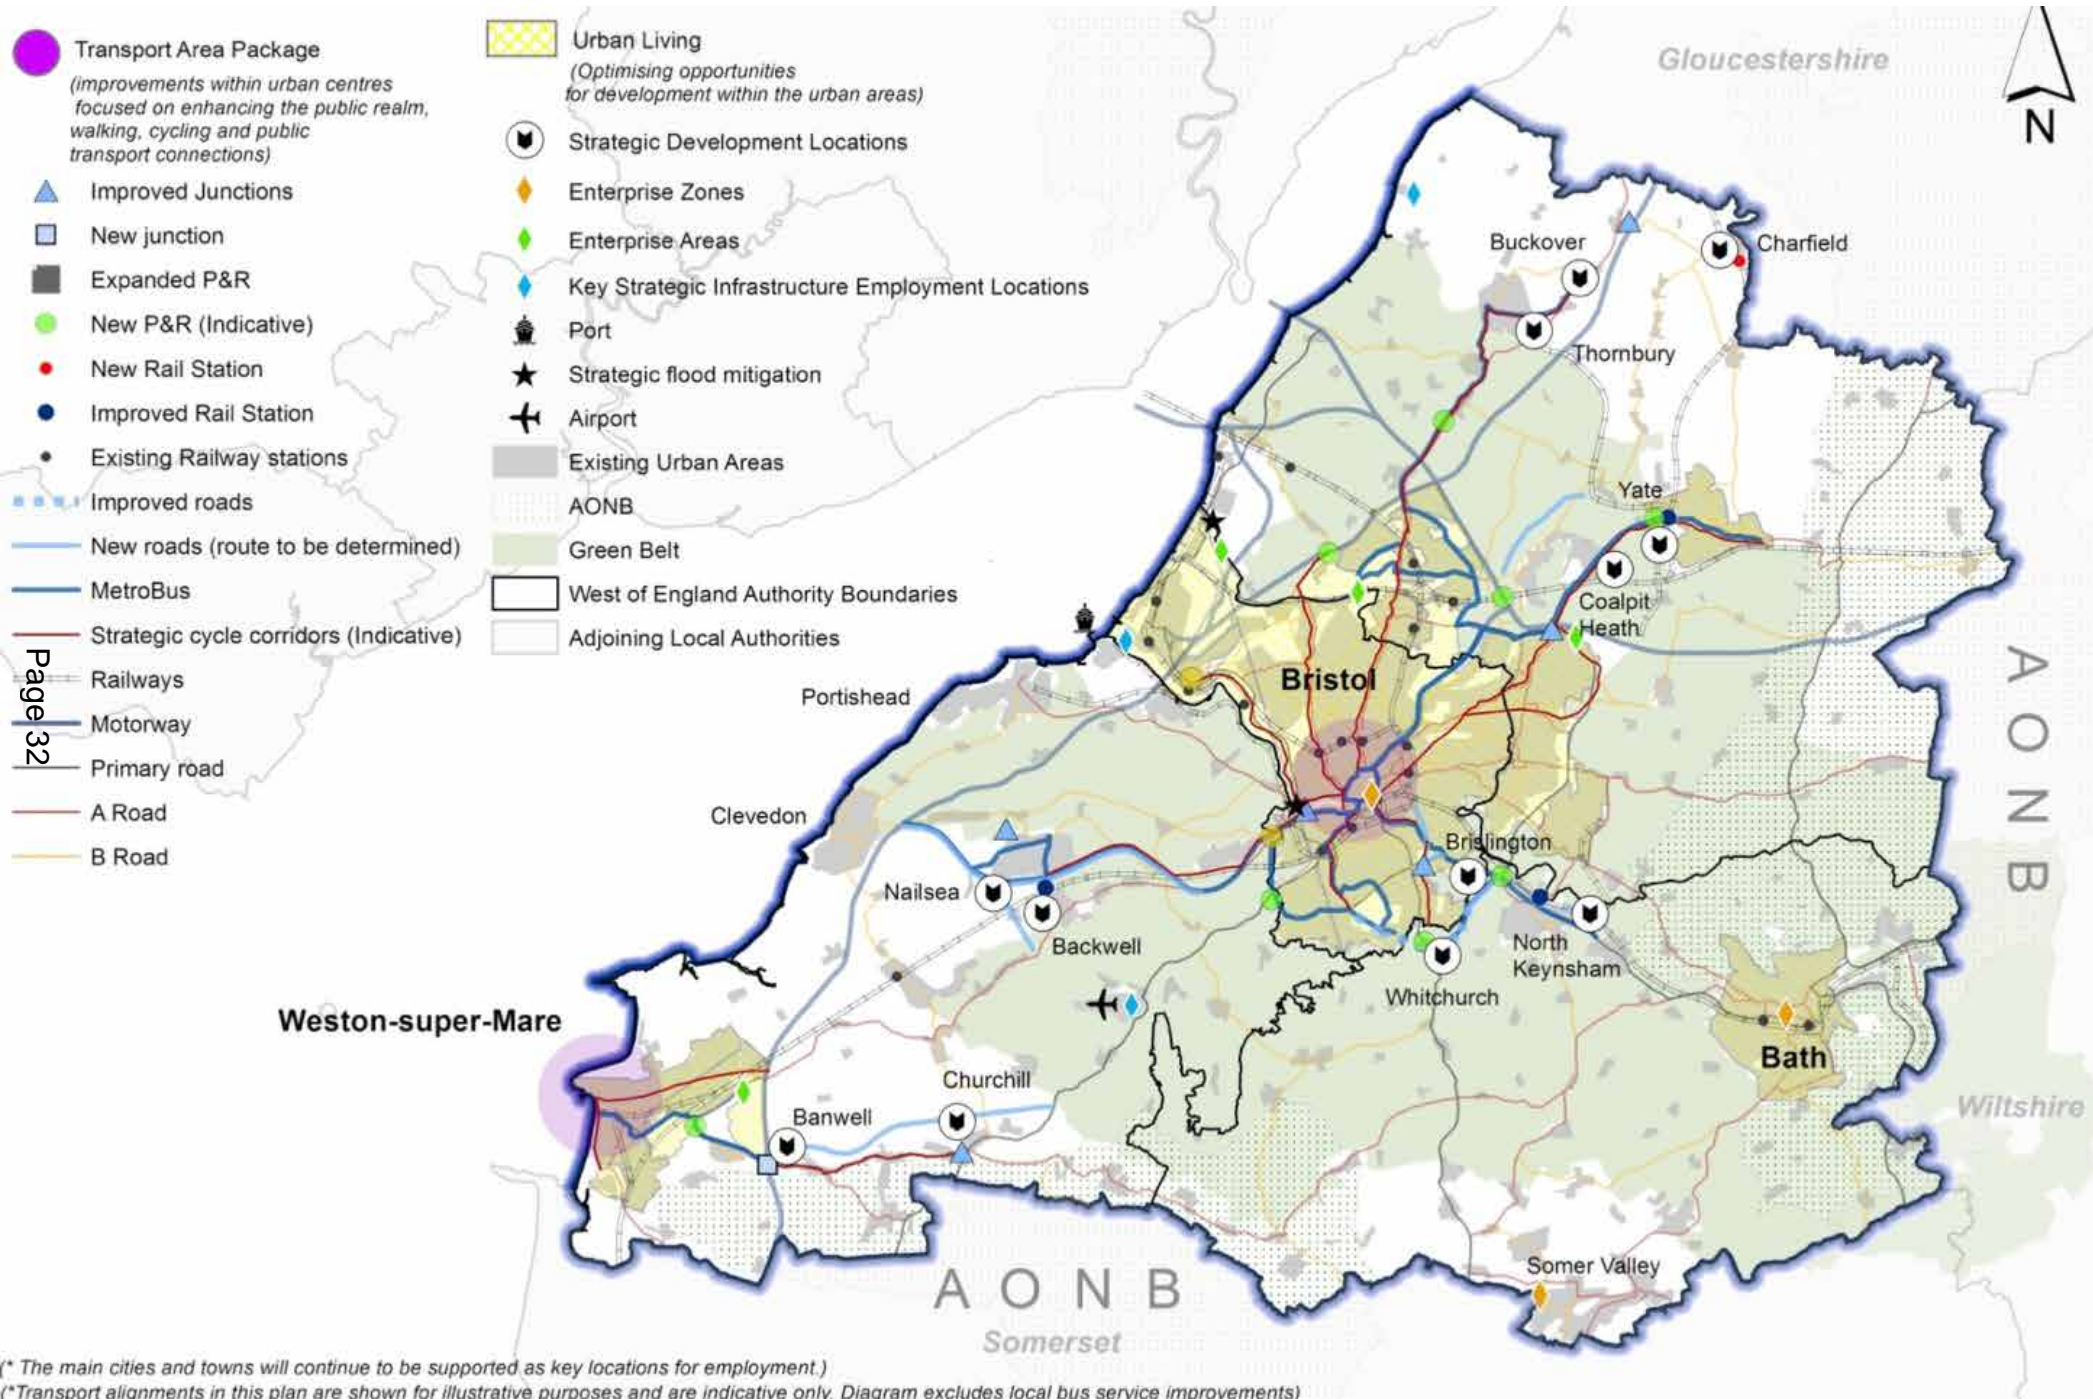 Transport Area Package
(improvements within urban centres
focused on enhancing the public realm,
walking, cycling and public
transport connections)
Improved Junctions
New junction
Expanded P&R
New P&R (Indicative)
New Rail Station
Improved Rail Station
Existing Railway stations
Improved roads
New roads (route to be determined)
MetroBus
Strategic cycle corridors (Indicative)
Railways
Motorway
Primary road
A Road
B Road
Page 32
Urban Living
(Optimising opportunities
for development within the urban areas)
Strategic Development Locations
Enterprise Zones
Enterprise Areas
Key Strategic Infrastructure Employment Locations
Port
Strategic flood mitigation
Airport
Existing Urban Areas
AONB
Green Belt
West of England Authority Boundaries
Adjoining Local Authorities
Gloucestershire
N
Buckover
Charfield
Thornbury
Yate
Coalpit
Heath
Bristol
Portishead
AONB
Clevedon
Brislington
Nailsea
Backwell
North
Keynsham
Whitchurch
Weston-super-Mare
Bath
Churchill
Banwell
Wiltshire
Somer Valley
AONB
Somerset
(* The main cities and towns will continue to be supported as key locations for employment.)
(*Transport alignments in this plan are shown for illustrative purposes and are indicative only. Diagram excludes local bus service improvements)